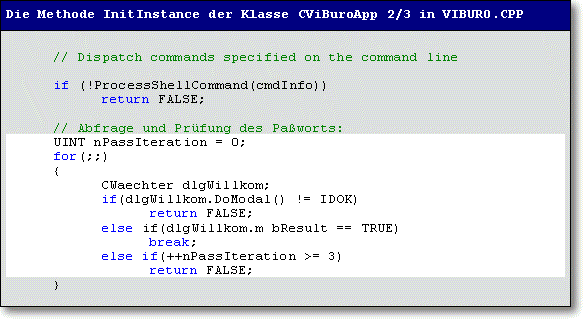 Die Methode InitInstance der Klasse CViBuroApp 2/3 in VIBURO.CPP
// Dispatch commands specified on the command line
if (!ProcessShellCommand(cmdInfo))
return FALSE;
// Abfrage und Prüfung des Paßworts:
UINT nPassIteration = 0;
for(;;)
{
CWaechter dlgWillkom;
if(dlgWillkom.DoModal() != IDOK)
return FALSE;
else if(dlgWillkom.m bResult == TRUE)
break;
else if(++nPassIteration >= 3)
return FALSE;
}